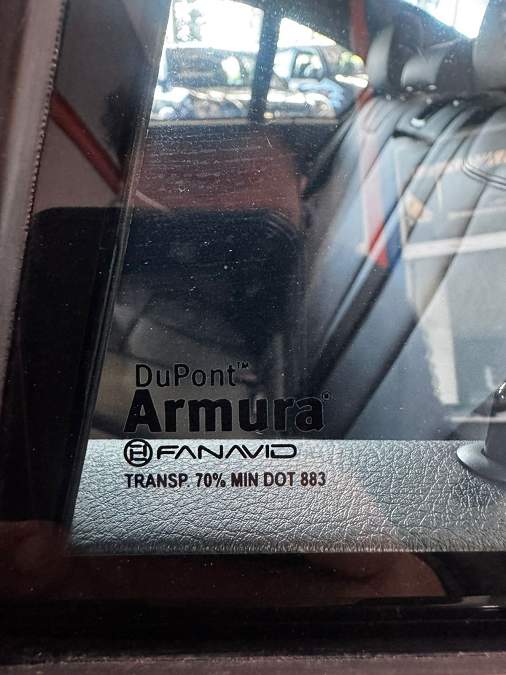 DuPont™
Armura®
FANAVID
TRANSP. 70% MIN DOT 883